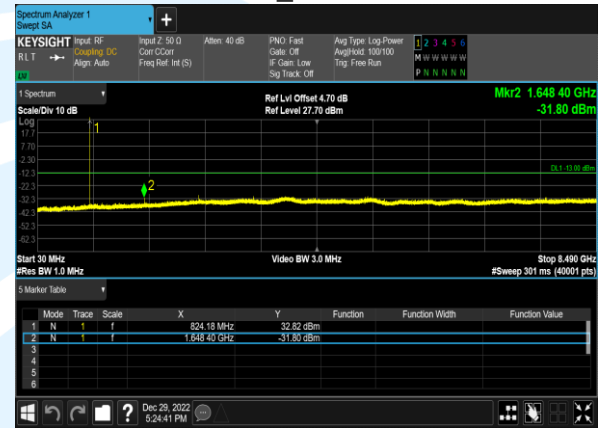 Spectrum Analyzer 1
Swept SA
+
KEYSIGHT Input: RF Input Z: 50 Ω Atten: 40 dB PNO: Fast Avg Type: Log-Power 1 2 3 4 5 6
RLT Coupling: DC Corr CCorr Gate: Off Avg|Hold: 100/100 M W W W W W
Align: Auto Freq Ref: Int (S) IF Gain: Low Trig: Free Run
Sig Track: Off P N N N N N
LXI
1 Spectrum Ref Lvl Offset 4.70 dB Mkr2 1.648 40 GHz
Scale/Div 10 dB Ref Level 27.70 dBm -31.80 dBm
Log
17.7 1
7.70
-2.30
-12.3 DL1 -13.00 dBm
-22.3 2
-32.3
-42.3
-52.3
-62.3
Start 30 MHz Video BW 3.0 MHz Stop 8.490 GHz
#Res BW 1.0 MHz #Sweep 301 ms (40001 pts)
5 Marker Table
Mode Trace Scale X Y Function Function Width Function Value
1 N 1 f 824.18 MHz 32.82 dBm
2 N 1 f 1.648 40 GHz -31.80 dBm
3
4
5
6
? Dec 29, 2022
5:24:41 PM